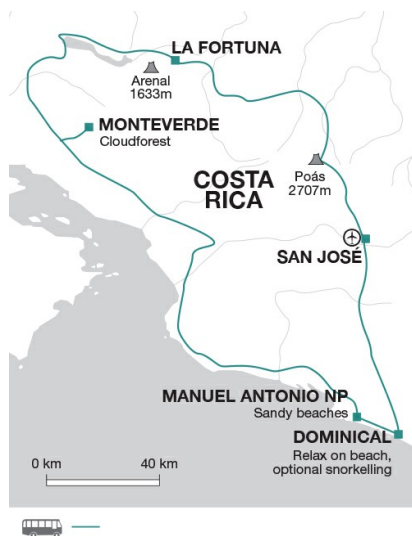 LA FORTUNA
Arenal
1633m
MONTEVERDE
Cloudforest
COSTA
RICA
Poás
2707m
SAN JOSÉ
MANUEL ANTONIO NP
Sandy beaches
DOMINICAL
Relax on beach,
optional snorkelling
0 km 40 km